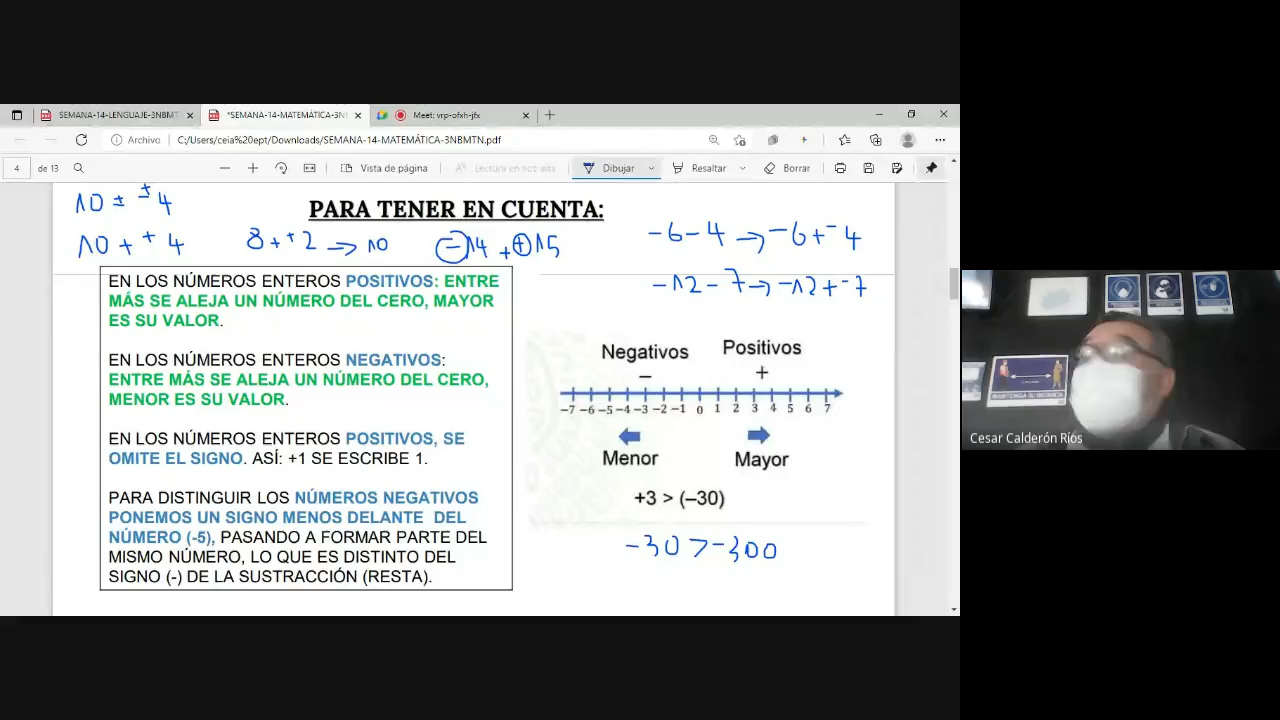 SEMANA-14-LENGUAJE-3NBMT
*SEMANA-14-MATEMÁTICA-3N
Meet: vrp-ofxh-jfx
Archivo
C:/Users/ceia%20ept/Downloads/SEMANA-14-MATEMÁTICA-3NBMTN.pdf
4 de 13
Vista de página
Lectura en voz alta
Dibujar
Resaltar
Borrar
10 ± ± 4
PARA TENER EN CUENTA:
10 + + 4
8 + + 2 → 10
-14 + + 15
-6 - 4 → -6 + - 4
-12 - 7 → -12 + - 7
EN LOS NÚMEROS ENTEROS POSITIVOS: ENTRE
MÁS SE ALEJA UN NÚMERO DEL CERO, MAYOR
ES SU VALOR.
EN LOS NÚMEROS ENTEROS NEGATIVOS:
ENTRE MÁS SE ALEJA UN NÚMERO DEL CERO,
MENOR ES SU VALOR.
EN LOS NÚMEROS ENTEROS POSITIVOS, SE
OMITE EL SIGNO. ASÍ: +1 SE ESCRIBE 1.
PARA DISTINGUIR LOS NÚMEROS NEGATIVOS
PONEMOS UN SIGNO MENOS DELANTE DEL
NÚMERO (-5), PASANDO A FORMAR PARTE DEL
MISMO NÚMERO, LO QUE ES DISTINTO DEL
SIGNO (-) DE LA SUSTRACCIÓN (RESTA).
Negativos Positivos
– +
-7 -6 -5 -4 -3 -2 -1 0 1 2 3 4 5 6 7
Menor Mayor
+3 > (–30)
-30 > -300
Cesar Calderón Rios